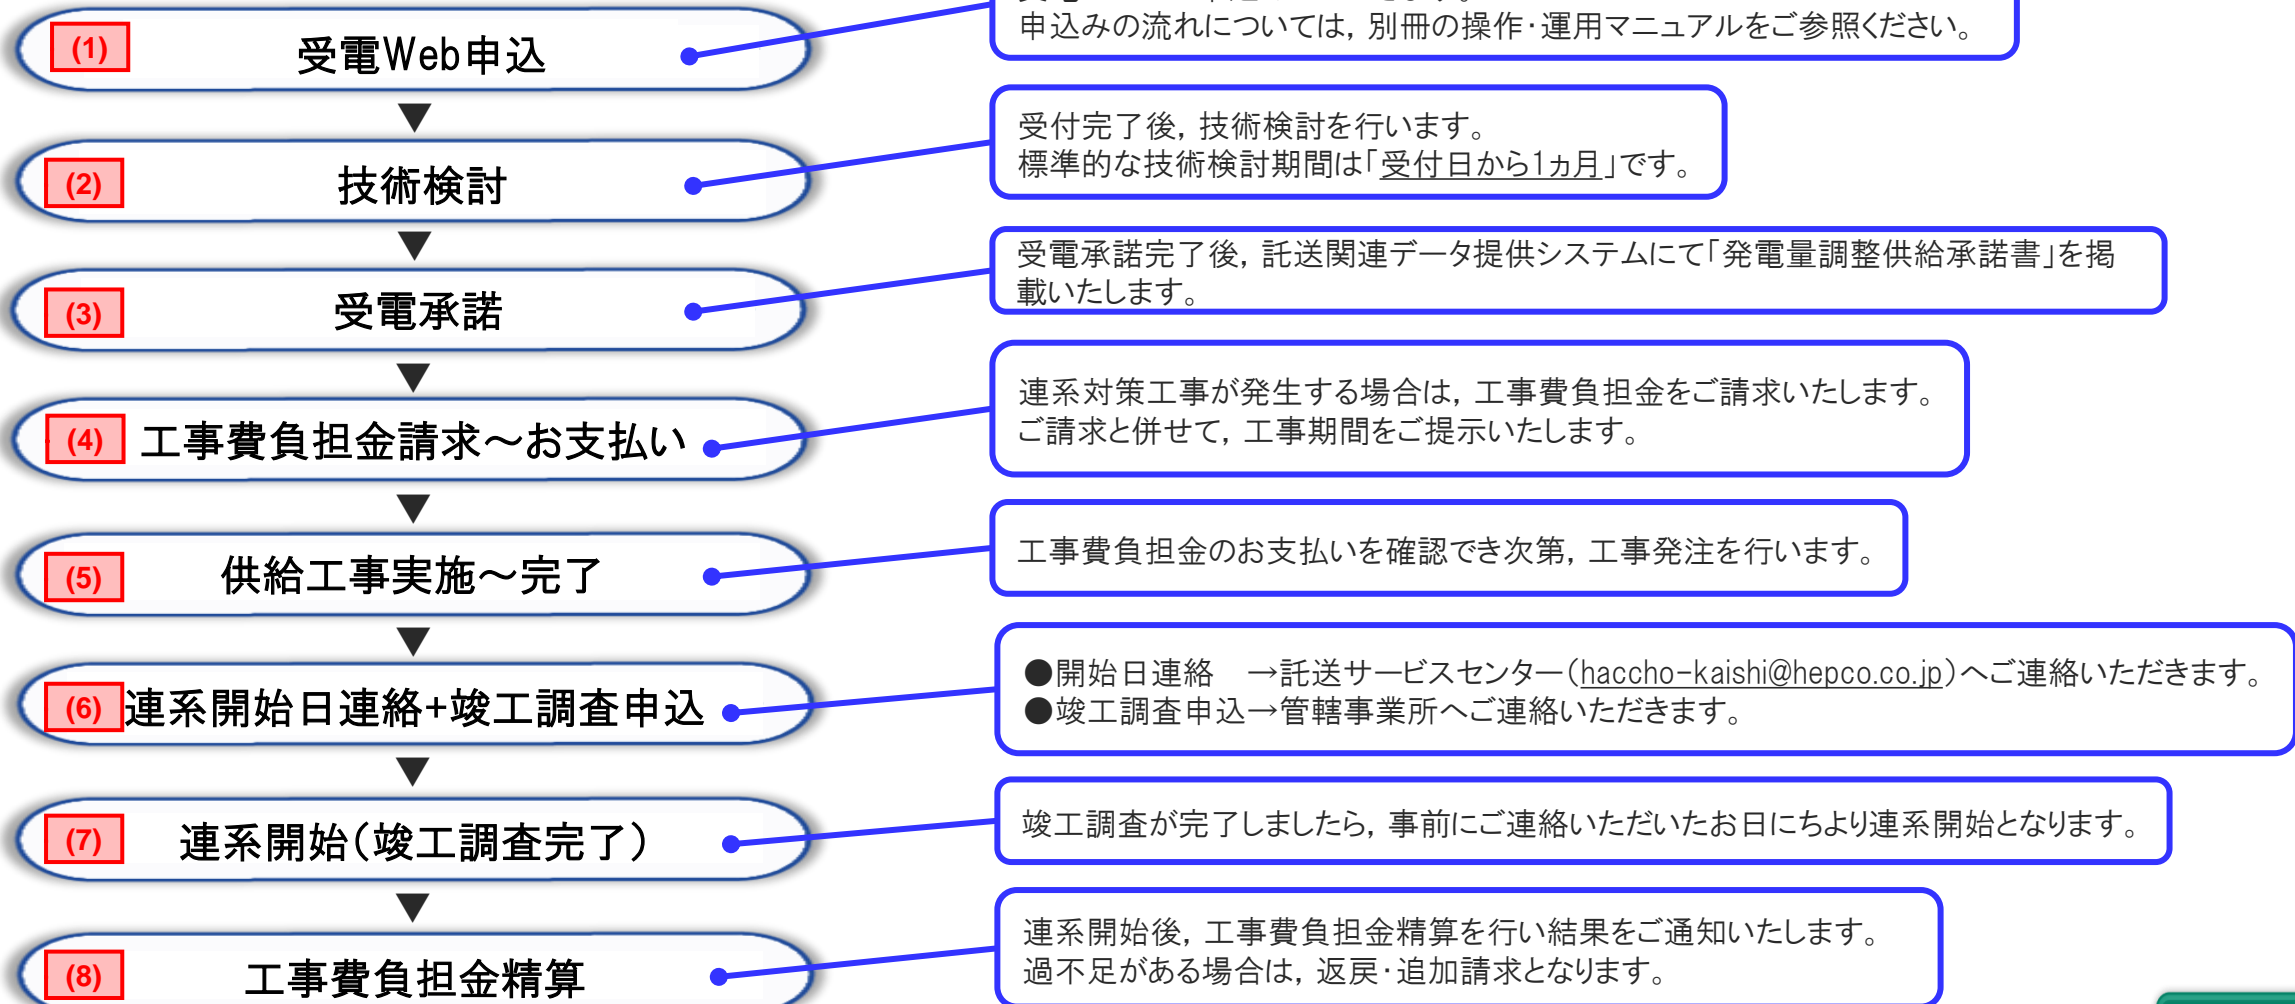 (1) 受電Web申込
申込みの流れについては，別冊の操作・運用マニュアルをご参照ください。
(2) 技術検討
受付完了後，技術検討を行います。
標準的な技術検討期間は「受付日から1ヵ月」です。
(3) 受電承諾
受電承諾完了後，託送関連データ提供システムにて「発電量調整供給承諾書」を掲
載いたします。
(4) 工事費負担金請求～お支払い
連系対策工事が発生する場合は，工事費負担金をご請求いたします。
ご請求と併せて，工事期間をご提示いたします。
(5) 供給工事実施～完了
工事費負担金のお支払いを確認でき次第，工事発注を行います。
(6) 連系開始日連絡+竣工調査申込
●開始日連絡　→託送サービスセンター（haccho-kaishi@hepco.co.jp）へご連絡いただきます。
●竣工調査申込→管轄事業所へご連絡いただきます。
(7) 連系開始（竣工調査完了）
竣工調査が完了しましたら，事前にご連絡いただいたお日にちより連系開始となります。
(8) 工事費負担金精算
連系開始後，工事費負担金精算を行い結果をご通知いたします。
過不足がある場合は，返戻・追加請求となります。